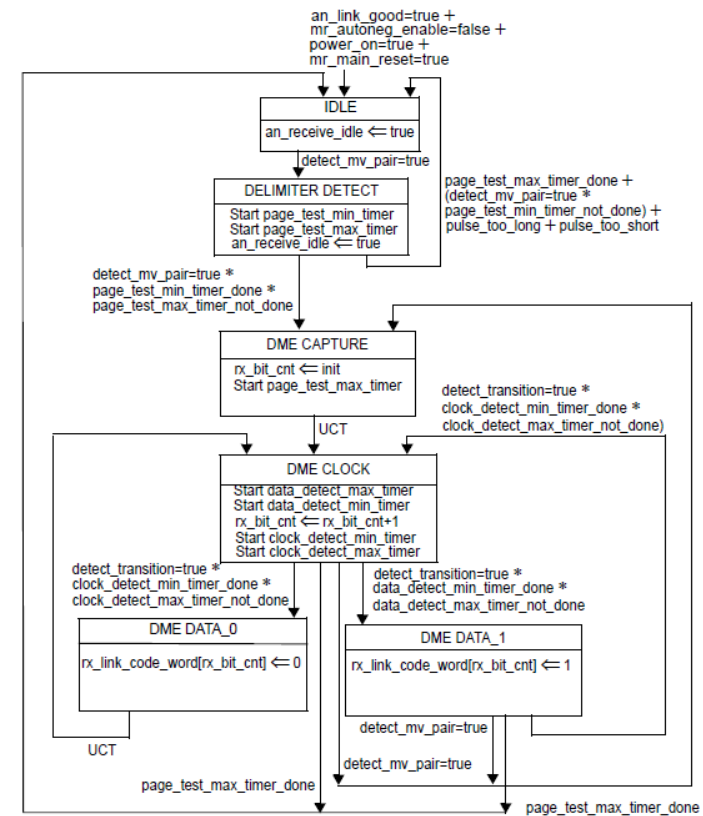 an_link_good=true +
mr_autoneg_enable=false +
power_on=true +
mr_main_reset=true
IDLE
an_receive_idle ⇐ true
detect_mv_pair=true
DELIMITER DETECT
Start page_test_min_timer
Start page_test_max_timer
an_receive_idle ⇐ true
page_test_max_timer_done +
(detect_mv_pair=true *
page_test_min_timer_not_done) +
pulse_too_long + pulse_too_short
detect_mv_pair=true *
page_test_min_timer_done *
page_test_max_timer_not_done
DME CAPTURE
rx_bit_cnt ⇐ init
Start page_test_max_timer
detect_transition=true *
clock_detect_min_timer_done *
clock_detect_max_timer_not_done)
UCT
DME CLOCK
Start data_detect_max_timer
Start data_detect_min_timer
rx_bit_cnt ⇐ rx_bit_cnt+1
Start clock_detect_min_timer
Start clock_detect_max_timer
detect_transition=true *
clock_detect_min_timer_done *
clock_detect_max_timer_not_done
detect_transition=true *
data_detect_min_timer_done *
data_detect_max_timer_not_done
DME DATA_0
rx_link_code_word[rx_bit_cnt] ⇐ 0
DME DATA_1
rx_link_code_word[rx_bit_cnt] ⇐ 1
UCT
detect_mv_pair=true
detect_mv_pair=true
page_test_max_timer_done
page_test_max_timer_done